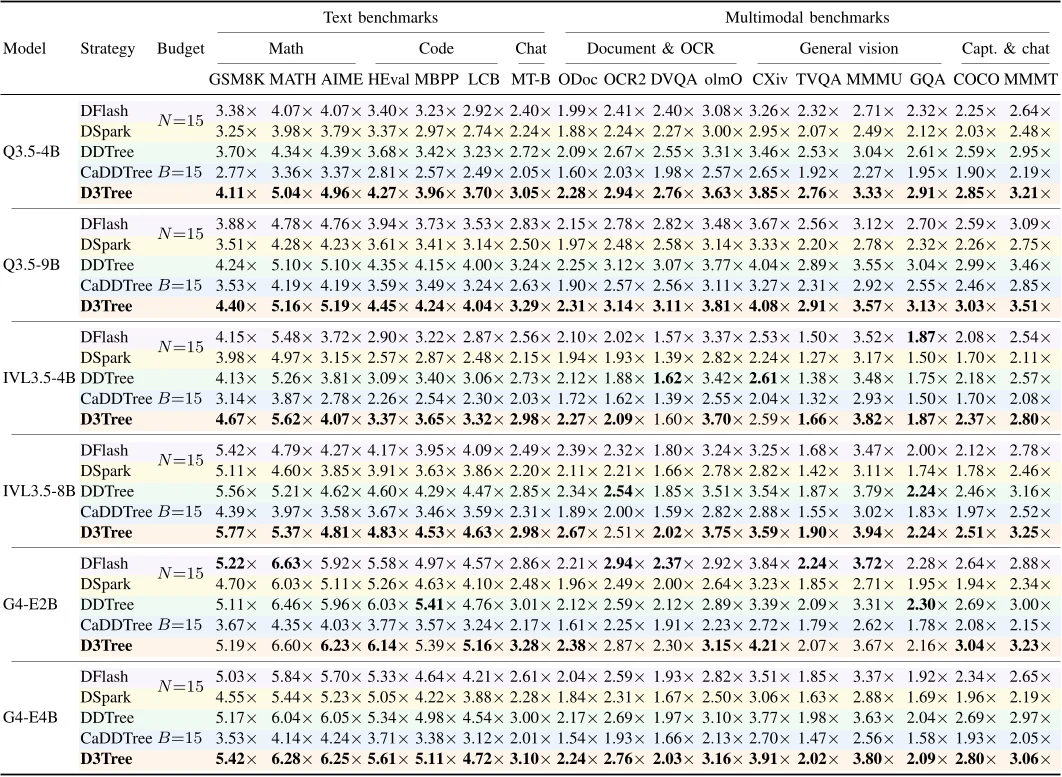 Text benchmarks Multimodal benchmarks
Model Strategy Budget Math Code Chat Document & OCR General vision Capt. & chat
GSM8K MATH AIME HEval MBPP LCB MT-B ODoc OCR2 DVQA olmO CXiv TVQA MMMU GQA COCO MMMT
DFlash 3.38× 4.07× 4.07× 3.40× 3.23× 2.92× 2.40× 1.99× 2.41× 2.40× 3.08× 3.26× 2.32× 2.71× 2.32× 2.25× 2.64×
N=15
DSpark 3.25× 3.98× 3.79× 3.37× 2.97× 2.74× 2.24× 1.88× 2.24× 2.27× 3.00× 2.95× 2.07× 2.49× 2.12× 2.03× 2.48×
Q3.5-4B DDTree 3.70× 4.34× 4.39× 3.68× 3.42× 3.23× 2.72× 2.09× 2.67× 2.55× 3.31× 3.46× 2.53× 3.04× 2.61× 2.59× 2.95×
CaDDTree B=15 2.77× 3.36× 3.37× 2.81× 2.57× 2.49× 2.05× 1.60× 2.03× 1.98× 2.57× 2.65× 1.92× 2.27× 1.95× 1.90× 2.19×
D3Tree 4.11× 5.04× 4.96× 4.27× 3.96× 3.70× 3.05× 2.28× 2.94× 2.76× 3.63× 3.85× 2.76× 3.33× 2.91× 2.85× 3.21×
DFlash 3.88× 4.78× 4.76× 3.94× 3.73× 3.53× 2.83× 2.15× 2.78× 2.82× 3.48× 3.67× 2.56× 3.12× 2.70× 2.59× 3.09×
N=15
DSpark 3.51× 4.28× 4.23× 3.61× 3.41× 3.14× 2.50× 1.97× 2.48× 2.58× 3.14× 3.33× 2.20× 2.78× 2.32× 2.26× 2.75×
Q3.5-9B DDTree 4.24× 5.10× 5.10× 4.35× 4.15× 4.00× 3.24× 2.25× 3.12× 3.07× 3.77× 4.04× 2.89× 3.55× 3.04× 2.99× 3.46×
CaDDTree B=15 3.53× 4.19× 4.19× 3.59× 3.49× 3.24× 2.63× 1.90× 2.57× 2.56× 3.11× 3.27× 2.31× 2.92× 2.55× 2.46× 2.85×
D3Tree 4.40× 5.16× 5.19× 4.45× 4.24× 4.04× 3.29× 2.31× 3.14× 3.11× 3.81× 4.08× 2.91× 3.57× 3.13× 3.03× 3.51×
DFlash 4.15× 5.48× 3.72× 2.90× 3.22× 2.87× 2.56× 2.10× 2.02× 1.57× 3.37× 2.53× 1.50× 3.52× 1.87× 2.08× 2.54×
N=15
DSpark 3.98× 4.97× 3.15× 2.57× 2.87× 2.48× 2.15× 1.94× 1.93× 1.39× 2.82× 2.24× 1.27× 3.17× 1.50× 1.70× 2.11×
IVL3.5-4B DDTree 4.13× 5.26× 3.81× 3.09× 3.40× 3.06× 2.73× 2.12× 1.88× 1.62× 3.42× 2.61× 1.38× 3.48× 1.75× 2.18× 2.57×
CaDDTree B=15 3.14× 3.87× 2.78× 2.26× 2.54× 2.30× 2.03× 1.72× 1.62× 1.39× 2.55× 2.04× 1.32× 2.93× 1.50× 1.70× 2.08×
D3Tree 4.67× 5.62× 4.07× 3.37× 3.65× 3.32× 2.98× 2.27× 2.09× 1.60× 3.70× 2.59× 1.66× 3.82× 1.87× 2.37× 2.80×
DFlash 5.42× 4.79× 4.27× 4.17× 3.95× 4.09× 2.49× 2.39× 2.32× 1.80× 3.24× 3.25× 1.68× 3.47× 2.00× 2.12× 2.78×
N=15
DSpark 5.11× 4.60× 3.85× 3.91× 3.63× 3.86× 2.20× 2.11× 2.21× 1.66× 2.78× 2.82× 1.42× 3.11× 1.74× 1.78× 2.46×
IVL3.5-8B DDTree 5.56× 5.21× 4.62× 4.60× 4.29× 4.47× 2.85× 2.34× 2.54× 1.85× 3.51× 3.54× 1.87× 3.79× 2.24× 2.46× 3.16×
CaDDTree B=15 4.39× 3.97× 3.58× 3.67× 3.46× 3.59× 2.31× 1.89× 2.00× 1.59× 2.82× 2.88× 1.55× 3.02× 1.83× 1.97× 2.52×
D3Tree 5.77× 5.37× 4.81× 4.83× 4.53× 4.63× 2.98× 2.67× 2.51× 2.02× 3.75× 3.59× 1.90× 3.94× 2.24× 2.51× 3.25×
DFlash 5.22× 6.63× 5.92× 5.58× 4.97× 4.57× 2.86× 2.21× 2.94× 2.37× 2.92× 3.84× 2.24× 3.72× 2.28× 2.64× 2.88×
N=15
DSpark 4.70× 6.03× 5.11× 5.26× 4.63× 4.10× 2.48× 1.96× 2.49× 2.00× 2.64× 3.23× 1.85× 2.71× 1.95× 1.94× 2.34×
G4-E2B DDTree 5.11× 6.46× 5.96× 6.03× 5.41× 4.76× 3.01× 2.12× 2.59× 2.12× 2.89× 3.39× 2.09× 3.31× 2.30× 2.69× 3.00×
CaDDTree B=15 3.67× 4.35× 4.03× 3.77× 3.57× 3.24× 2.17× 1.61× 2.25× 1.91× 2.23× 2.72× 1.79× 2.62× 1.78× 2.08× 2.15×
D3Tree 5.19× 6.60× 6.23× 6.14× 5.39× 5.16× 3.28× 2.38× 2.87× 2.30× 3.15× 4.21× 2.07× 3.67× 2.16× 3.04× 3.23×
DFlash 5.03× 5.84× 5.70× 5.33× 4.64× 4.21× 2.61× 2.04× 2.59× 1.93× 2.82× 3.51× 1.85× 3.37× 1.92× 2.34× 2.65×
N=15
DSpark 4.55× 5.44× 5.23× 5.05× 4.22× 3.88× 2.28× 1.84× 2.31× 1.67× 2.50× 3.06× 1.63× 2.88× 1.69× 1.96× 2.19×
G4-E4B DDTree 5.17× 6.04× 6.05× 5.34× 4.98× 4.54× 3.00× 2.17× 2.69× 1.97× 3.10× 3.77× 1.98× 3.63× 2.04× 2.69× 2.97×
CaDDTree B=15 3.53× 4.14× 4.24× 3.71× 3.38× 3.12× 2.01× 1.54× 1.93× 1.66× 2.13× 2.70× 1.47× 2.56× 1.58× 1.93× 2.05×
D3Tree 5.42× 6.28× 6.25× 5.61× 5.11× 4.72× 3.10× 2.24× 2.76× 2.03× 3.16× 3.91× 2.02× 3.80× 2.09× 2.80× 3.06×